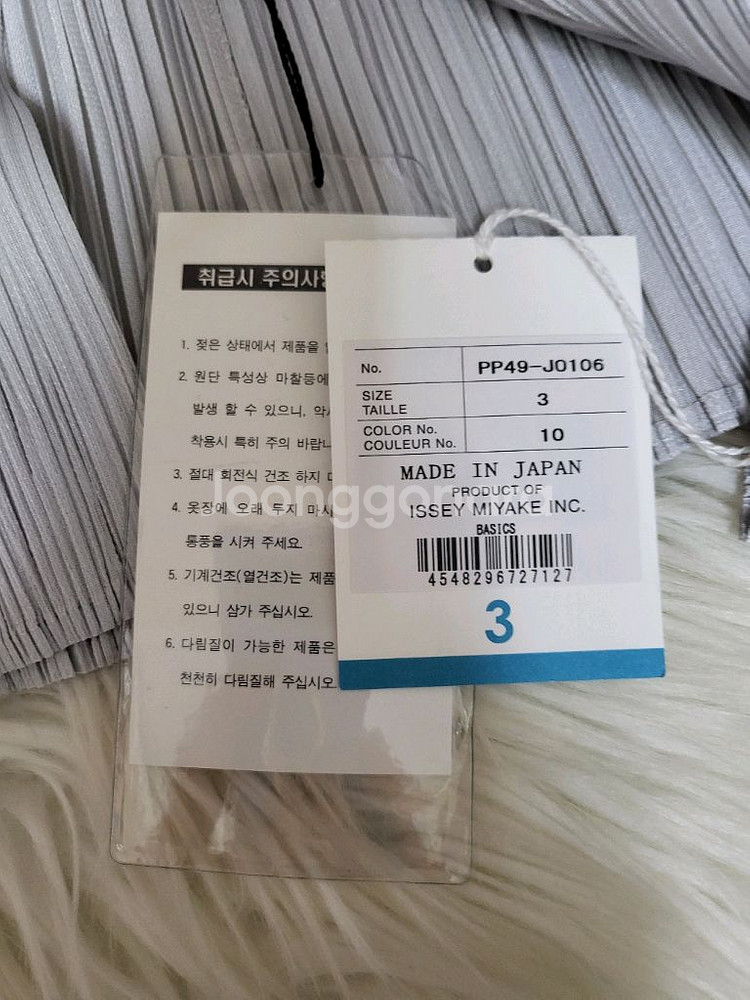 취급시 주의사항
1. 젖은 상태에서 제품을
2. 원단 특성상 마찰등에
발생 할 수 있으니,
착용시 특히 주의
3. 절대 회전식 건조 하지
4. 옷장에 오래 두지
통풍을 시켜 주세요.
5. 기계건조(열건조)는 제품
있으니 삼가 주십시오.
6. 다림질이 가능한 제품은
천천히 다림질해 주십시오.
No. PP49-J0106
SIZE
TAILLE 3
COLOR No.
COULEUR No. 10
MADE IN JAPAN
PRODUCT OF
ISSEY MIYAKE INC.
BASICS
4548296727127
3